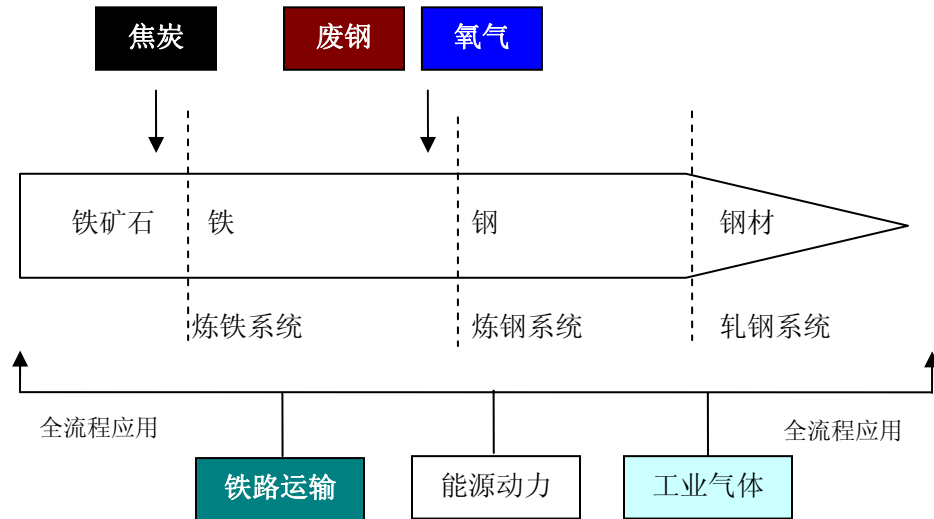 焦炭
废钢
氧气
铁矿石
铁
钢
钢材
炼铁系统
炼钢系统
轧钢系统
全流程应用
全流程应用
铁路运输
能源动力
工业气体